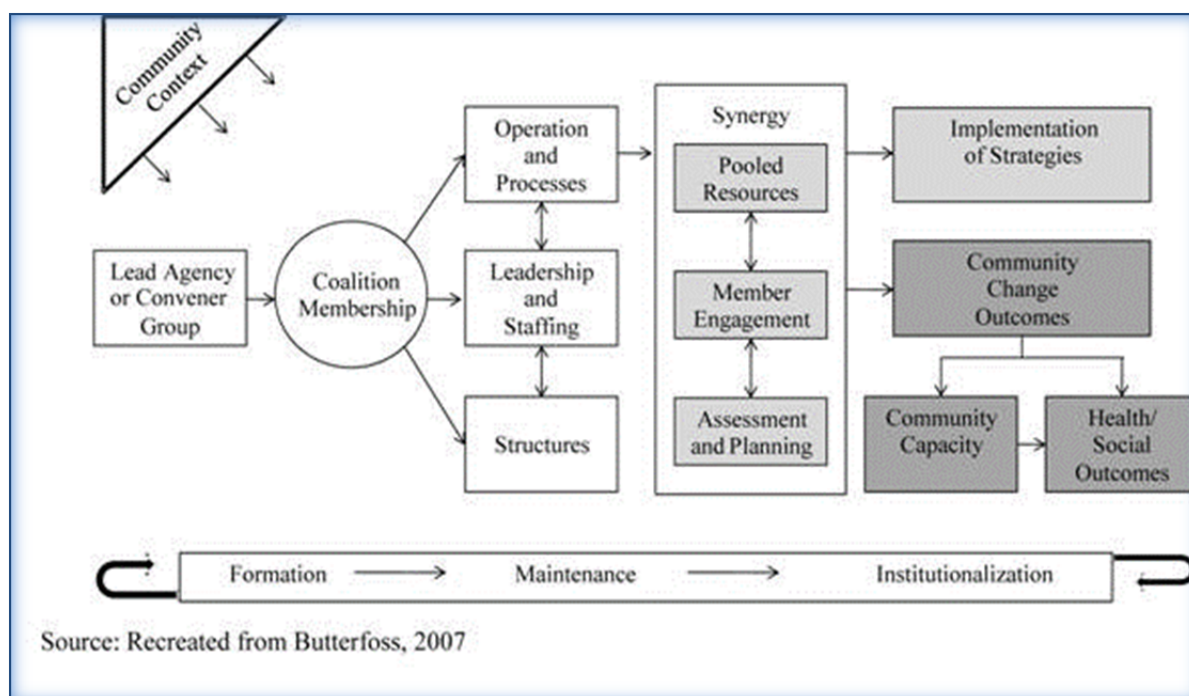 Community
Context
Lead Agency
or Convener
Group
Coalition
Membership
Operation
and
Processes
Leadership
and
Staffing
Structures
Synergy
Pooled
Resources
Member
Engagement
Assessment
and Planning
Implementation
of Strategies
Community
Change
Outcomes
Community
Capacity
Health/
Social
Outcomes
Formation
Maintenance
Institutionalization
Source: Recreated from Butterfoss, 2007